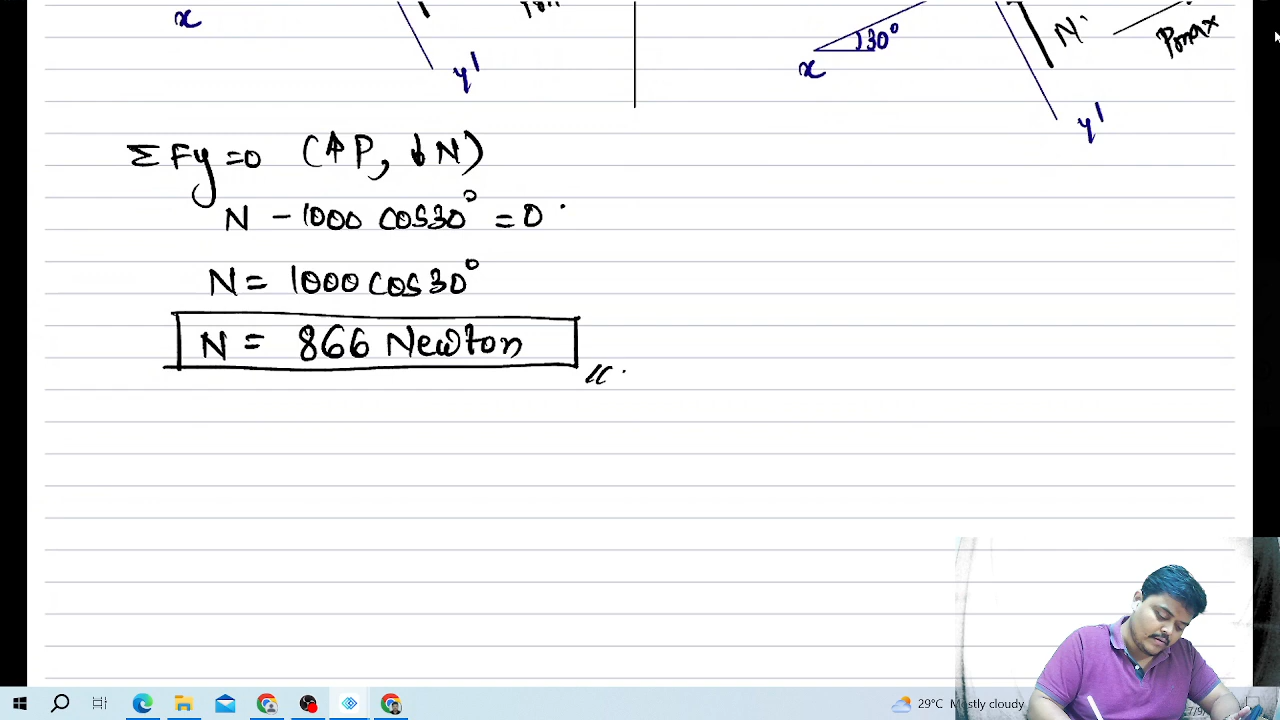 x
y'
30°
x
N
Pmax
y'
ΣFy=0 (↑P, ↓N)
N - 1000 cos30° = 0
N = 1000 cos30°
N = 866 Newton
29°C Mostly cloudy